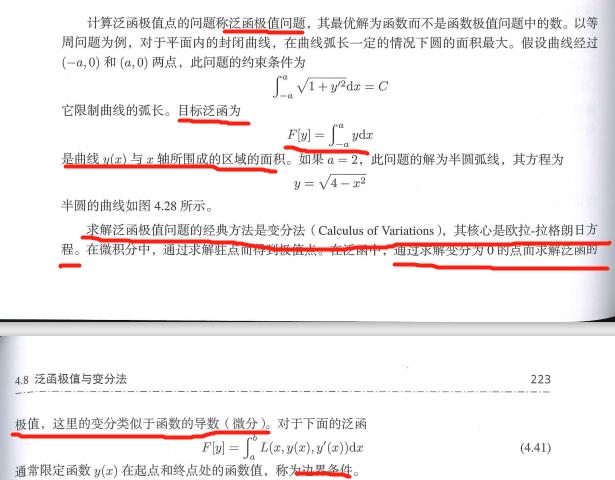 计算泛函极值点的问题称泛函极值问题，其最优解为函数而不是函数极值问题中的数。以等
周问题为例，对于平面内的封闭曲线，在曲线弧长一定的情况下圆的面积最大。假设曲线经过
(−a, 0) 和 (a, 0) 两点，此问题的约束条件为
∫_{-a}^{a} √(1 + y′²)dx = C
它限制曲线的弧长。目标泛函为
F[y] = ∫_{-a}^{a} ydx
是曲线 y(x) 与 x 轴所围成的区域的面积。如果 a = 2，此问题的解为半圆弧线，其方程为
y = √(4 − x²)
半圆的曲线如图 4.28 所示。
求解泛函极值问题的经典方法是变分法（Calculus of Variations），其核心是欧拉-拉格朗日方
程。在微积分中，通过求解驻点而得到极值点。在泛函中，通过求解变分为 0 的点而求解泛函的
4.8 泛函极值与变分法 223
极值，这里的变分类似于函数的导数（微分）。对于下面的泛函
F[y] = ∫_{a}^{b} L(x, y(x), y′(x))dx (4.41)
通常限定函数 y(x) 在起点和终点处的函数值，称为边界条件。